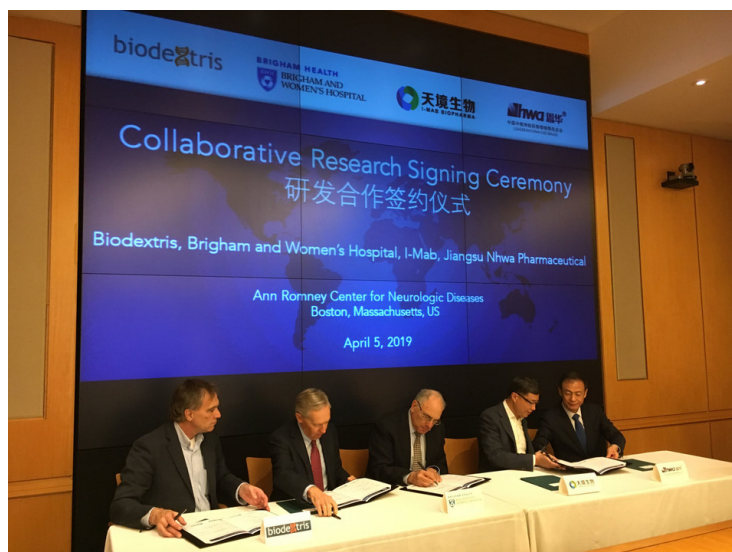 biodextris
BRIGHAM HEALTH
BRIGHAM AND
WOMEN'S HOSPITAL
天境生物
I-MAB BIOPHARMA
nhwa 恩华®
Collaborative Research Signing Ceremony
研发合作签约仪式
Biodextris, Brigham and Women's Hospital, I-Mab, Jiangsu Nhwa Pharmaceutical
Ann Romney Center for Neurologic Diseases
Boston, Massachusetts, US
April 5, 2019
biodextris
天境生物